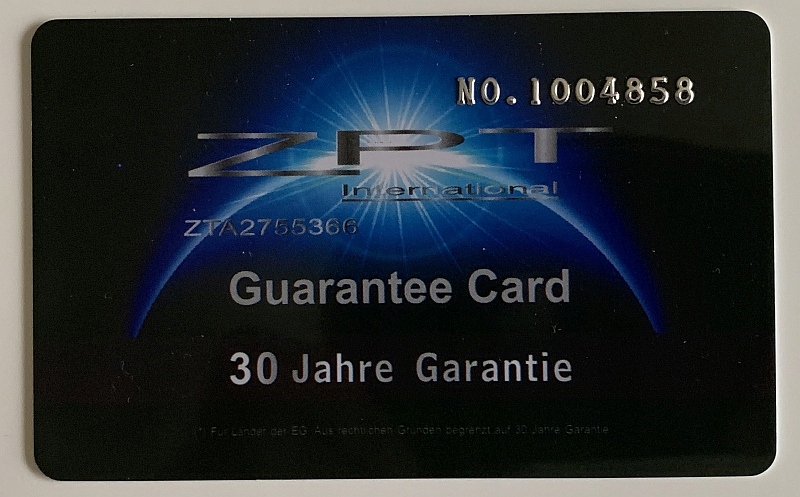 NO.1004858
ZPT
International
ZTA2755366
Guarantee Card
30 Jahre Garantie
*) Für Länder der EG. Aus rechtlichen Gründen begrenzt auf 30 Jahre Garantie